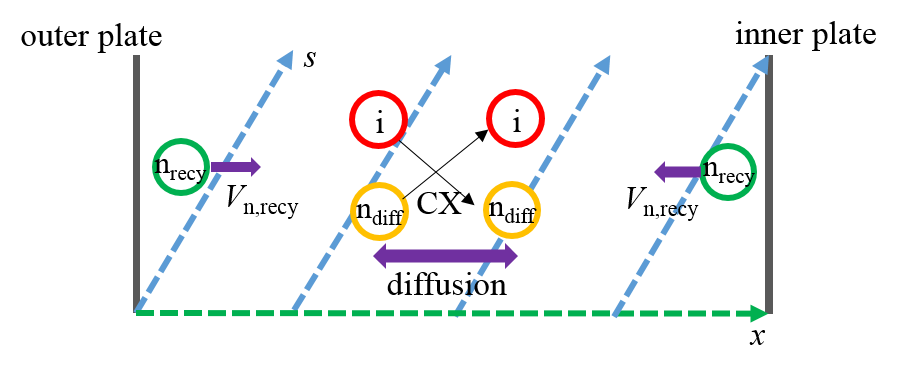 outer plate
inner plate
s
i
i
n_recy
V_n,recy
n_diff
CX
n_diff
n_recy
V_n,recy
diffusion
x